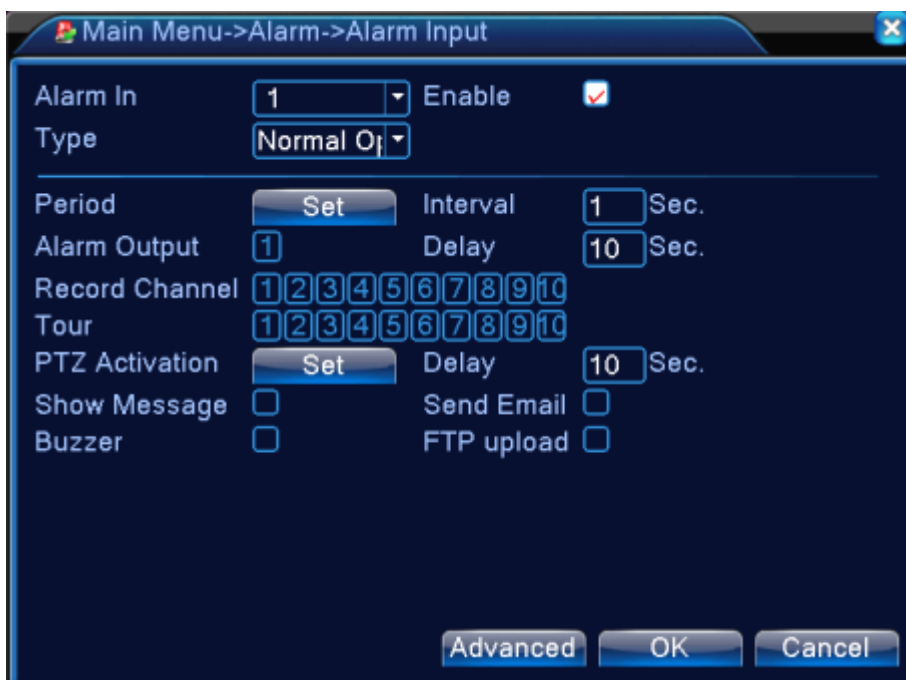 Main Menu->Alarm->Alarm Input
Alarm In 1 Enable
Type Normal Op
Period Set Interval 1 Sec.
Alarm Output 1 Delay 10 Sec.
Record Channel 1 2 3 4 5 6 7 8 9 10
Tour 1 2 3 4 5 6 7 8 9 10
PTZ Activation Set Delay 10 Sec.
Show Message Send Email
Buzzer FTP upload
Advanced OK Cancel